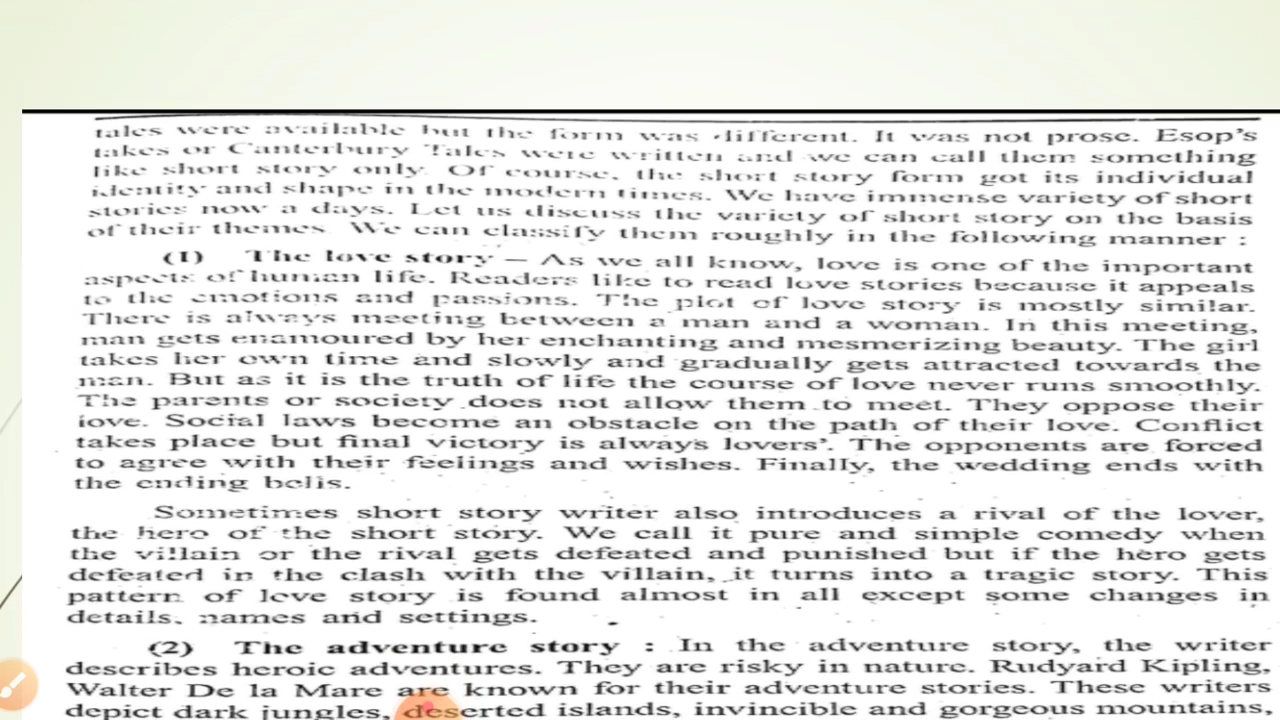 tales were available but the form was different. It was not prose. Esop's
takes or Canterbury Tales were written and we can call them something
like short story only. Of course, the short story form got its individual
identity and shape in the modern times. We have immense variety of short
stories now a days. Let us discuss the variety of short story on the basis
of their themes. We can classify them roughly in the following manner :
(1) The love story – As we all know, love is one of the important
aspects of human life. Readers like to read love stories because it appeals
to the emotions and passions. The plot of love story is mostly similar.
There is always meeting between a man and a woman. In this meeting,
man gets enamoured by her enchanting and mesmerizing beauty. The girl
takes her own time and slowly and gradually gets attracted towards the
man. But as it is the truth of life the course of love never runs smoothly.
The parents or society does not allow them to meet. They oppose their
love. Social laws become an obstacle on the path of their love. Conflict
takes place but final victory is always lovers'. The opponents are forced
to agree with their feelings and wishes. Finally, the wedding ends with
the ending bells.
Sometimes short story writer also introduces a rival of the lover,
the hero of the short story. We call it pure and simple comedy when
the villain or the rival gets defeated and punished but if the hero gets
defeated in the clash with the villain, it turns into a tragic story. This
pattern of love story is found almost in all except some changes in
details, names and settings.
(2) The adventure story : In the adventure story, the writer
describes heroic adventures. They are risky in nature. Rudyard Kipling,
Walter De la Mare are known for their adventure stories. These writers
depict dark jungles, deserted islands, invincible and gorgeous mountains,